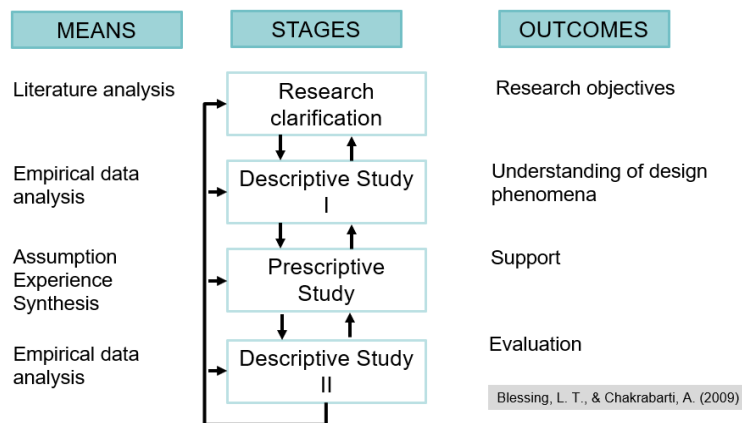 MEANS
STAGES
OUTCOMES
Literature analysis
Research
clarification
Research objectives
Empirical data
analysis
Descriptive Study
I
Understanding of design
phenomena
Assumption
Experience
Synthesis
Prescriptive
Study
Support
Empirical data
analysis
Descriptive Study
II
Evaluation
Blessing, L. T., & Chakrabarti, A. (2009)